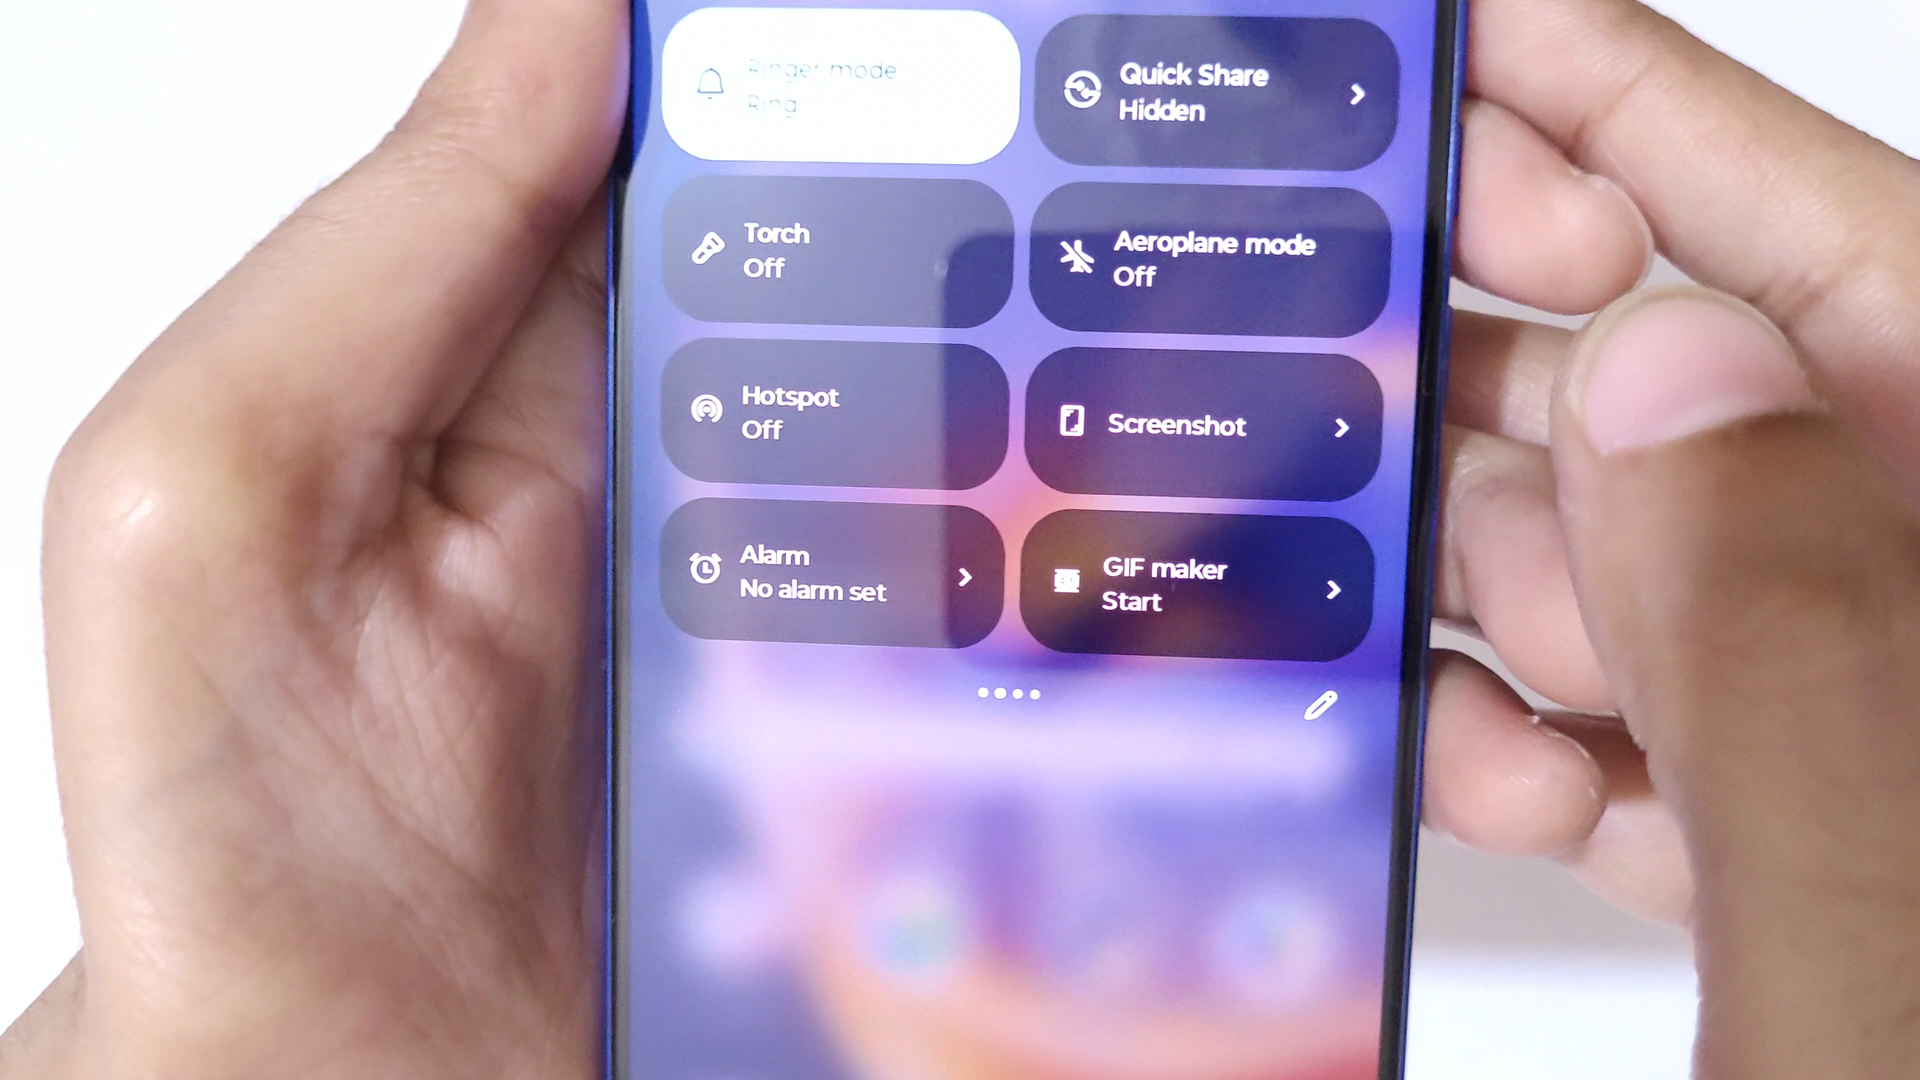 Ringer mode
Ring
Quick Share
Hidden
Torch
Off
Aeroplane mode
Off
Hotspot
Off
Screenshot
Alarm
No alarm set
GIF maker
Start